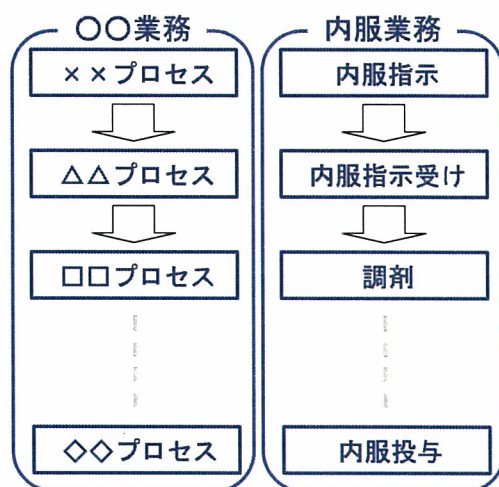 〇〇業務
××プロセス
△△プロセス
□□プロセス
◇◇プロセス
内服業務
内服指示
内服指示受け
調剤
内服投与